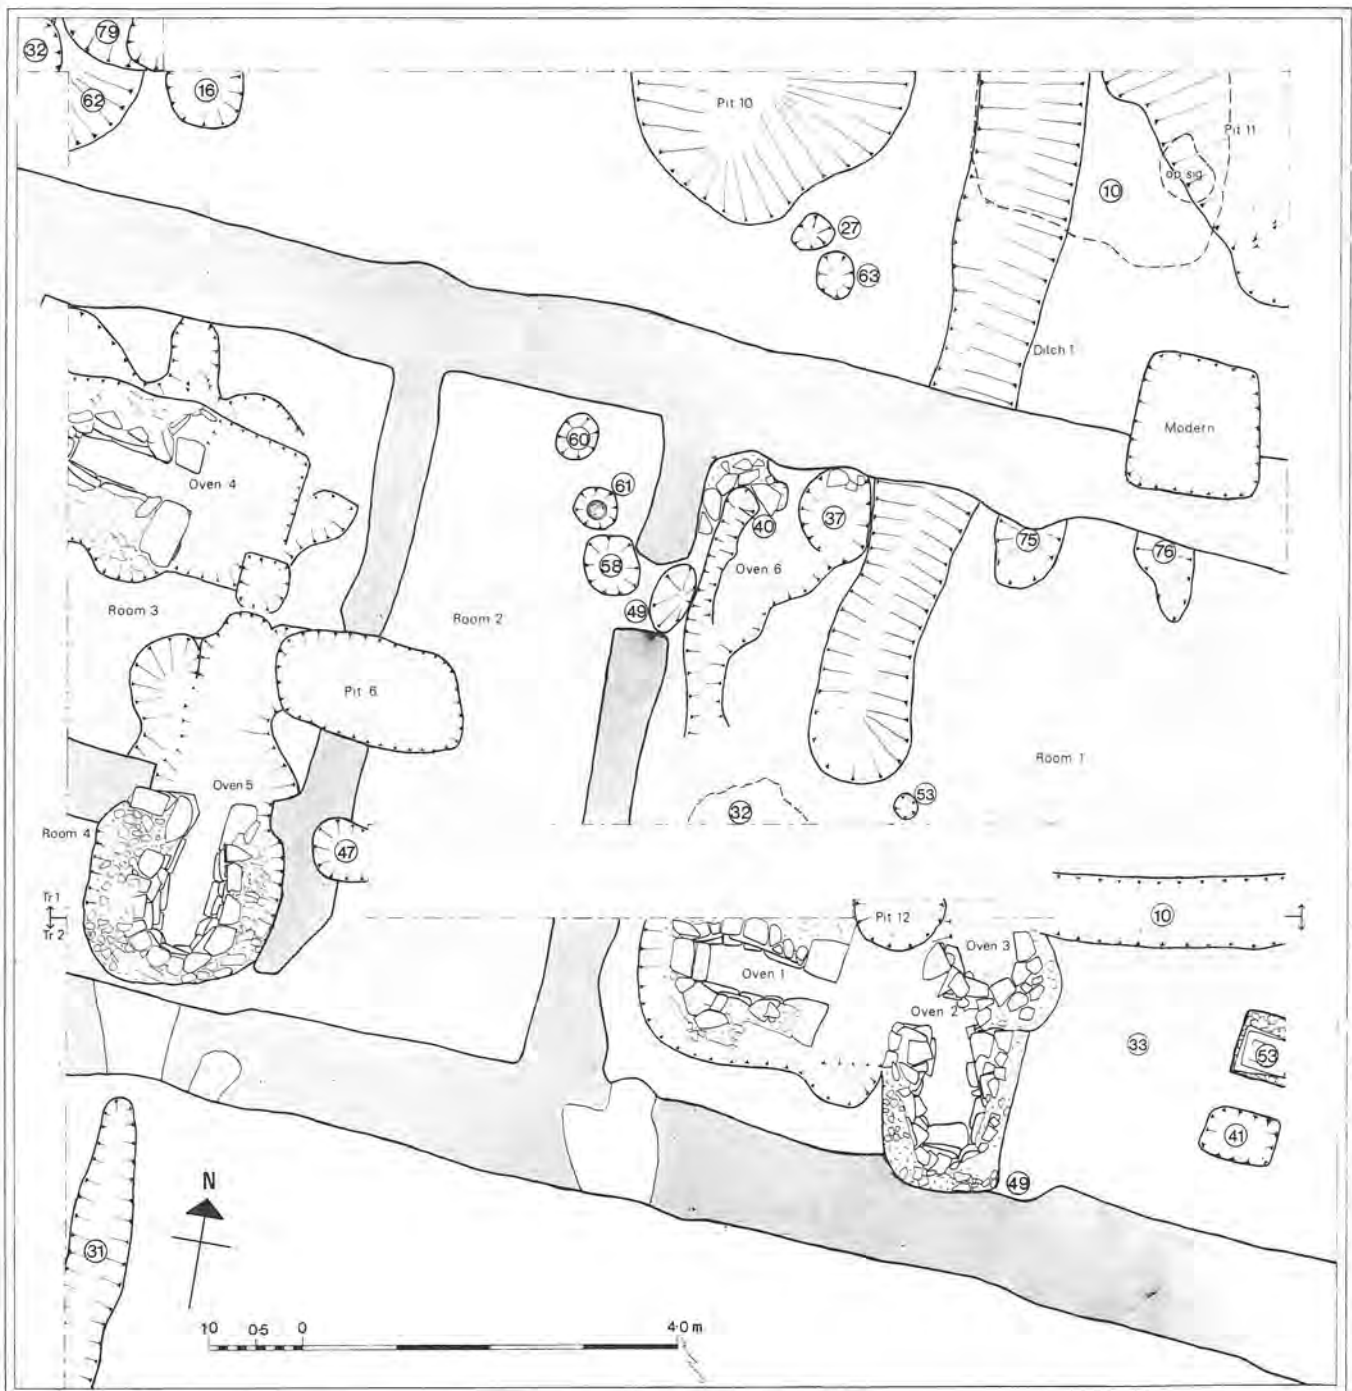 79
32
62
16
Pit 10
Pit 11
op sig
10
27
63
Ditch 1
Modern
60
61
Oven 4
58
49
Oven 6
40
37
75
76
Room 3
Room 2
Pit 6
Room 1
Oven 5
32
53
Room 4
47
Tr 1
Tr 2
Pit 12
10
Oven 3
Oven 1
Oven 2
33
53
41
49
N
31
1·0 0·5 0 4·0 m